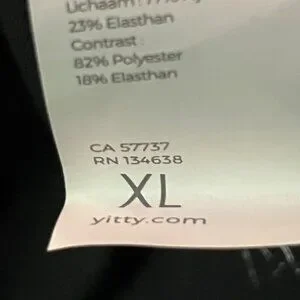 Lichaam:
23% Elasthan
Contrast :
82% Polyester
18% Elasthan
CA 57737
RN 134638
XL
yitty.com